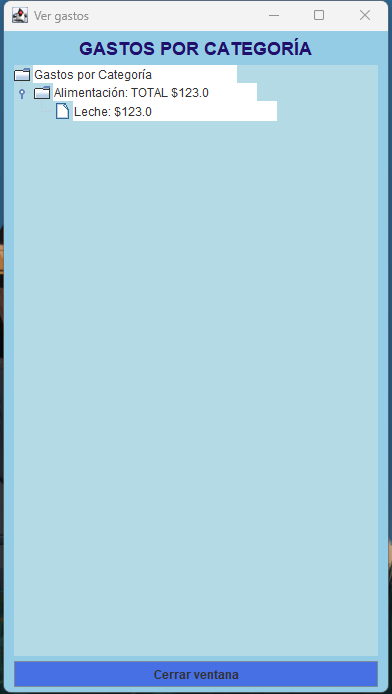 Ver gastos
GASTOS POR CATEGORÍA
Gastos por Categoría
Alimentación: TOTAL $123.0
Leche: $123.0
Cerrar ventana